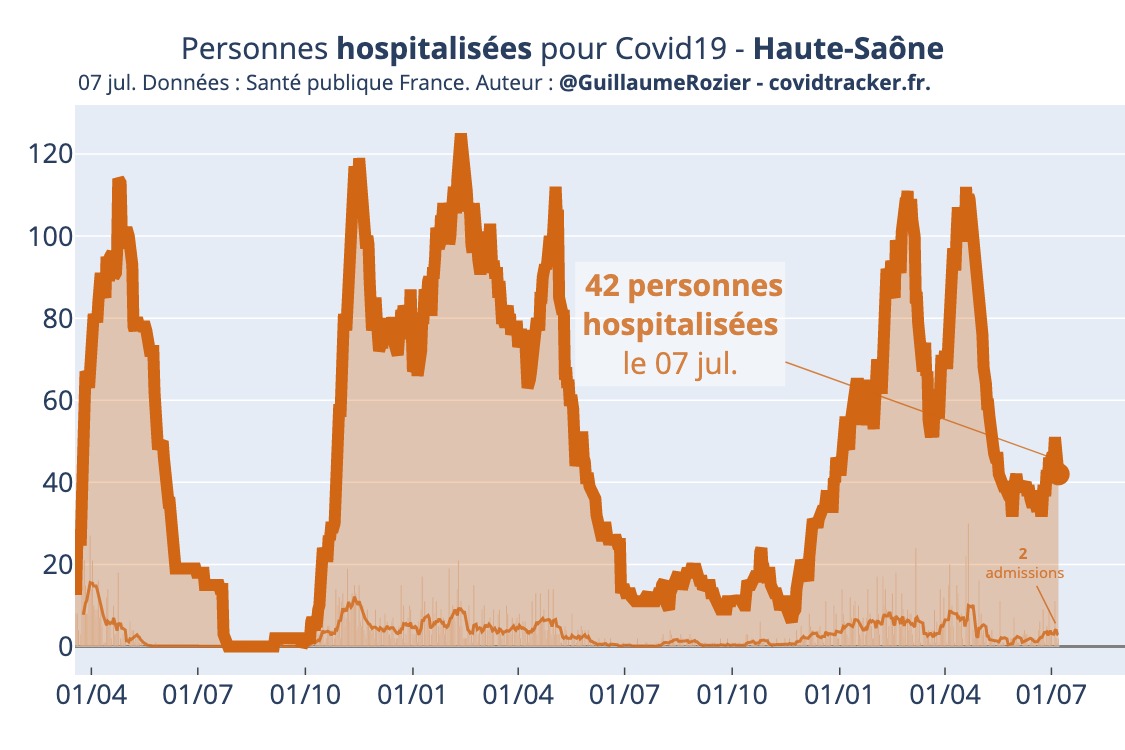 Personnes hospitalisées pour Covid19 - Haute-Saône
07 jul. Données : Santé publique France. Auteur : @GuillaumeRozier - covidtracker.fr.
120
100
80
60
40
20
0
42 personnes
hospitalisées
le 07 jul.
2
admissions
01/04 01/07 01/10 01/01 01/04 01/07 01/10 01/01 01/04 01/07